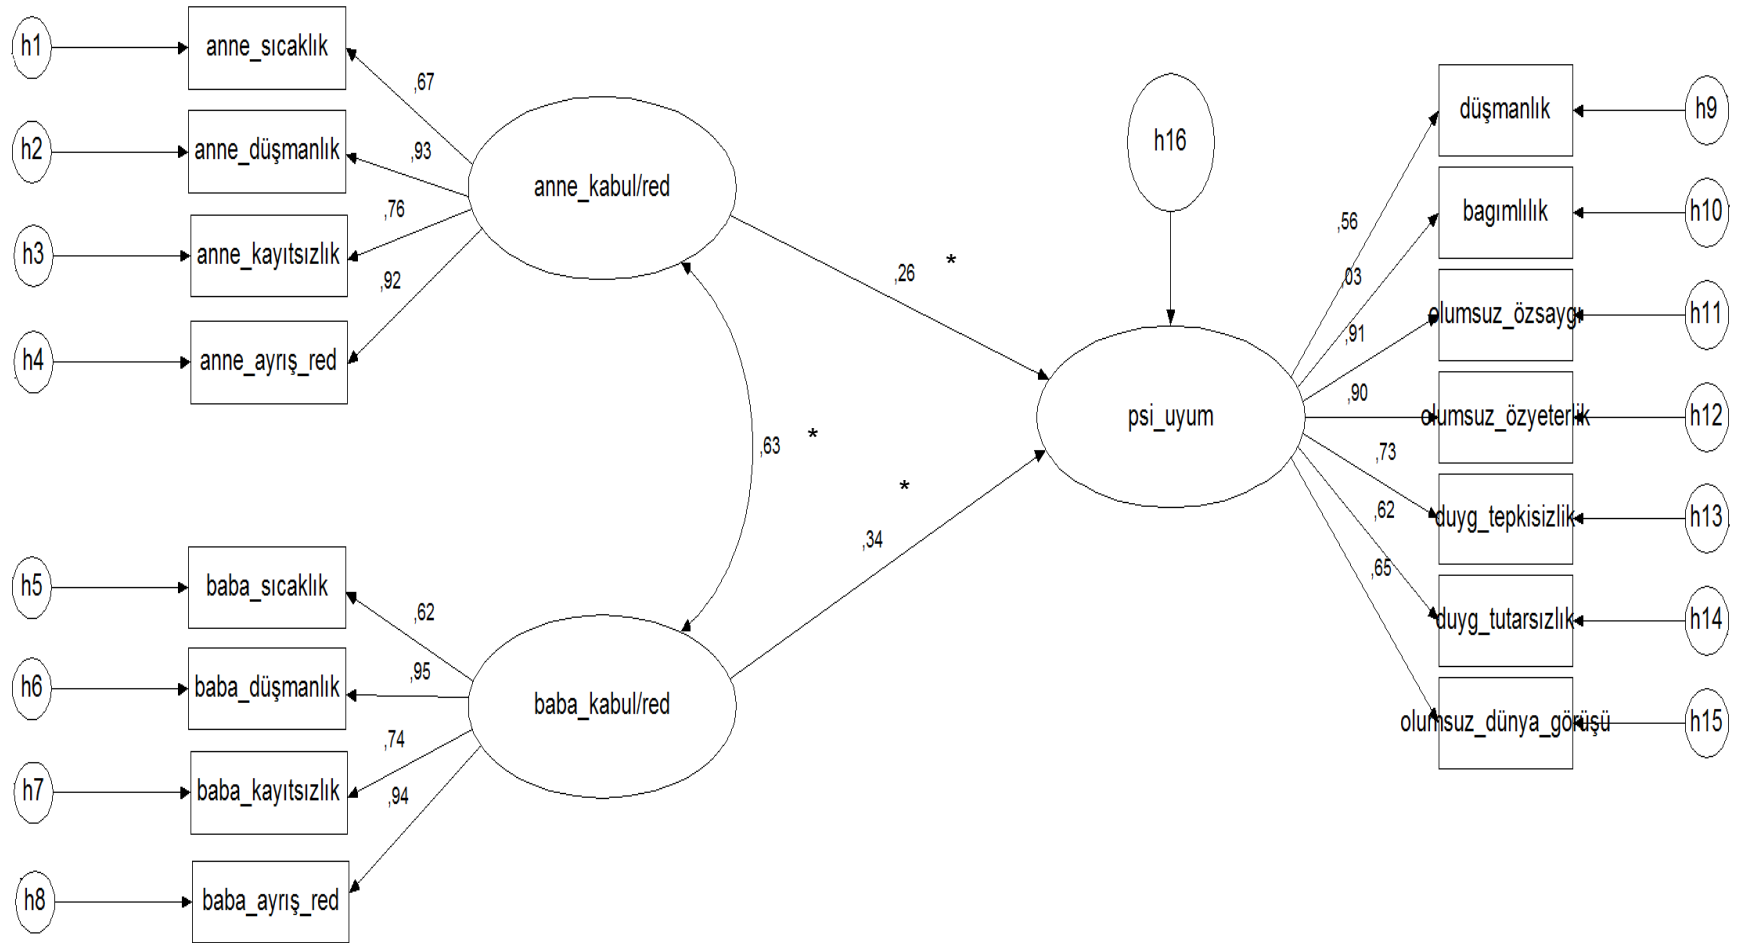 h1
anne_sıcaklık
,67
h2
anne_düşmanlık
,93
h3
anne_kayıtsızlık
,76
h4
anne_ayrış_red
,92
anne_kabul/red
h5
baba_sıcaklık
,62
h6
baba_düşmanlık
,95
h7
baba_kayıtsızlık
,74
h8
baba_ayrış_red
,94
baba_kabul/red
,63 *
,26 *
,34 *
h16
psi_uyum
,56
düşmanlık
h9
,03
bagımlılık
h10
,91
olumsuz_özsaygı
h11
,90
olumsuz_özyeterlik
h12
,73
duyg_tepkisizlik
h13
,62
duyg_tutarsızlık
h14
,65
olumsuz_dünya_görüşü
h15